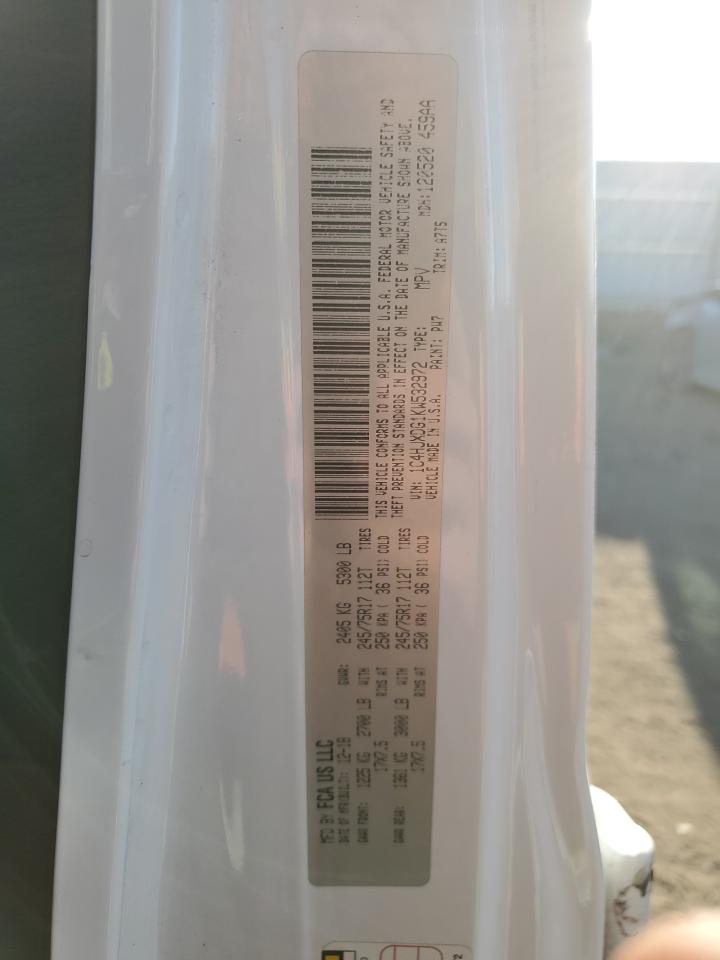 MFD BY FCA US LLC
DATE OF MFR(BUILT): 12-18 GVWR: 2405 KG 5300 LB
GAWR FRONT: 1225 KG 2700 LB WITH 245/75R17 112T TIRES
17X7.5 RIMS AT 250 KPA ( 36 PSI) COLD
GAWR REAR: 1361 KG 3000 LB WITH 245/75R17 112T TIRES
17X7.5 RIMS AT 250 KPA ( 36 PSI) COLD
THIS VEHICLE CONFORMS TO ALL APPLICABLE U.S.A. FEDERAL MOTOR VEHICLE SAFETY AND
THEFT PREVENTION STANDARDS IN EFFECT ON THE DATE OF MANUFACTURE SHOWN ABOVE.
VIN: 1C4HJXDG1KW532972 TYPE: MPV MDH: 120520 459AA
VEHICLE MADE IN U.S.A. PAINT: PW7 TRIM: A7T5